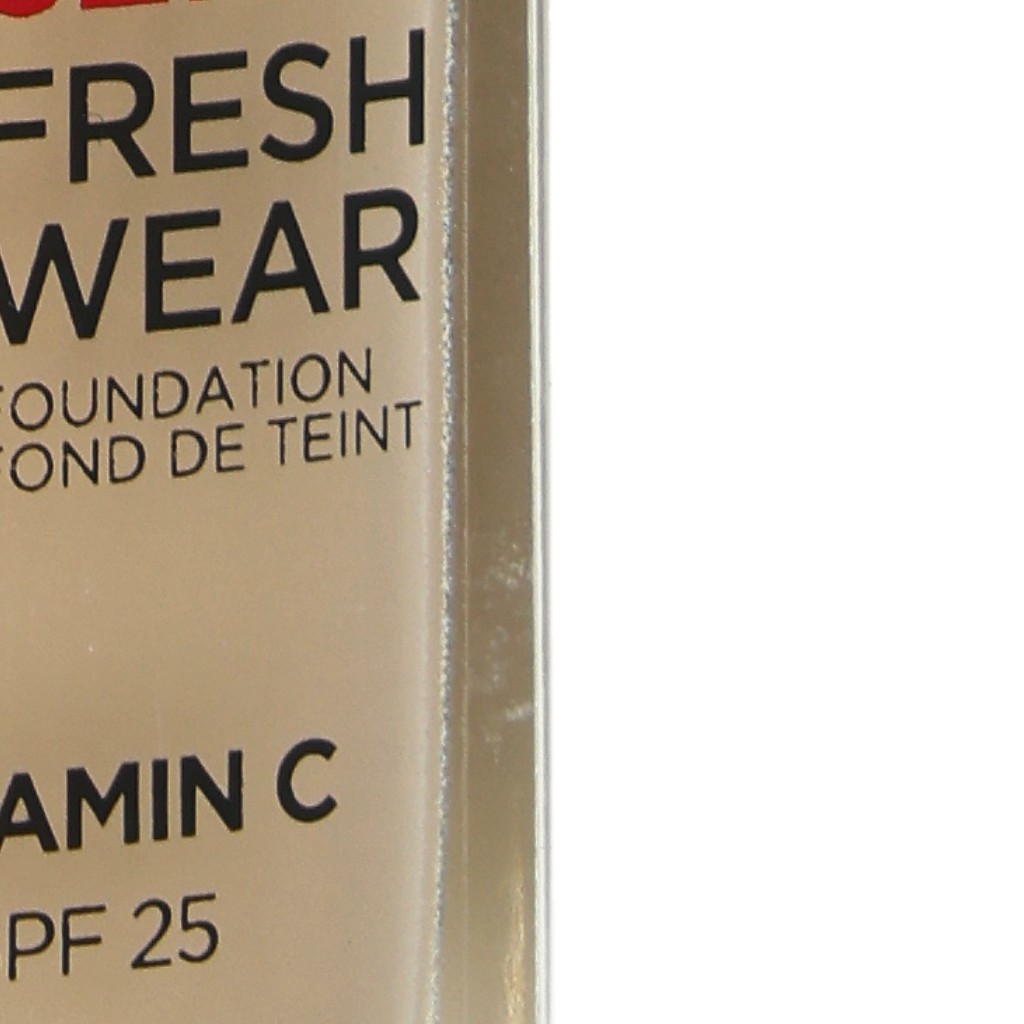 FRESH
WEAR
FOUNDATION
FOND DE TEINT
AMIN C
PF 25